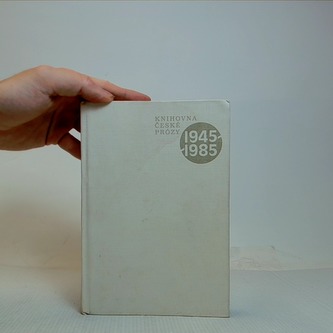 KNIHOVNA
ČESKÉ
PRÓZY
1945
1985